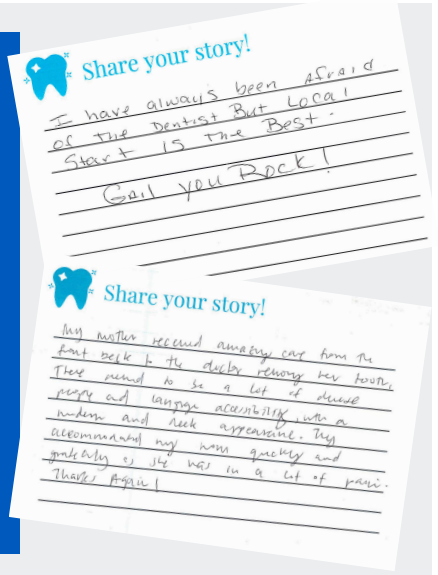 Share your story!
I have always been Afraid
of The Dentist But Local
Start is The Best.
Gail you Rock!
Share your story!
My mother received amazing care from the
front desk to the doctor removing her tooth.
There seemed to be a lot of diverse
people and language accessibility, with a
modern and sleek appearance. They
accommodated my mom quickly and
as she was in a lot of pain.
Thanks Again!